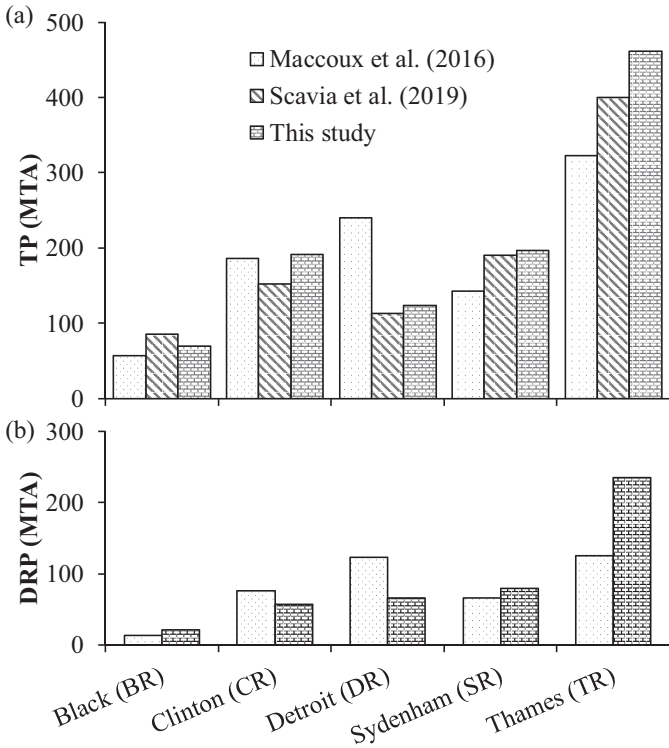 (a)
500
400
300
200
100
0
TP (MTA)
Maccoux et al. (2016)
Scavia et al. (2019)
This study
(b)
300
200
100
0
DRP (MTA)
Black (BR)
Clinton (CR)
Detroit (DR)
Sydenham (SR)
Thames (TR)